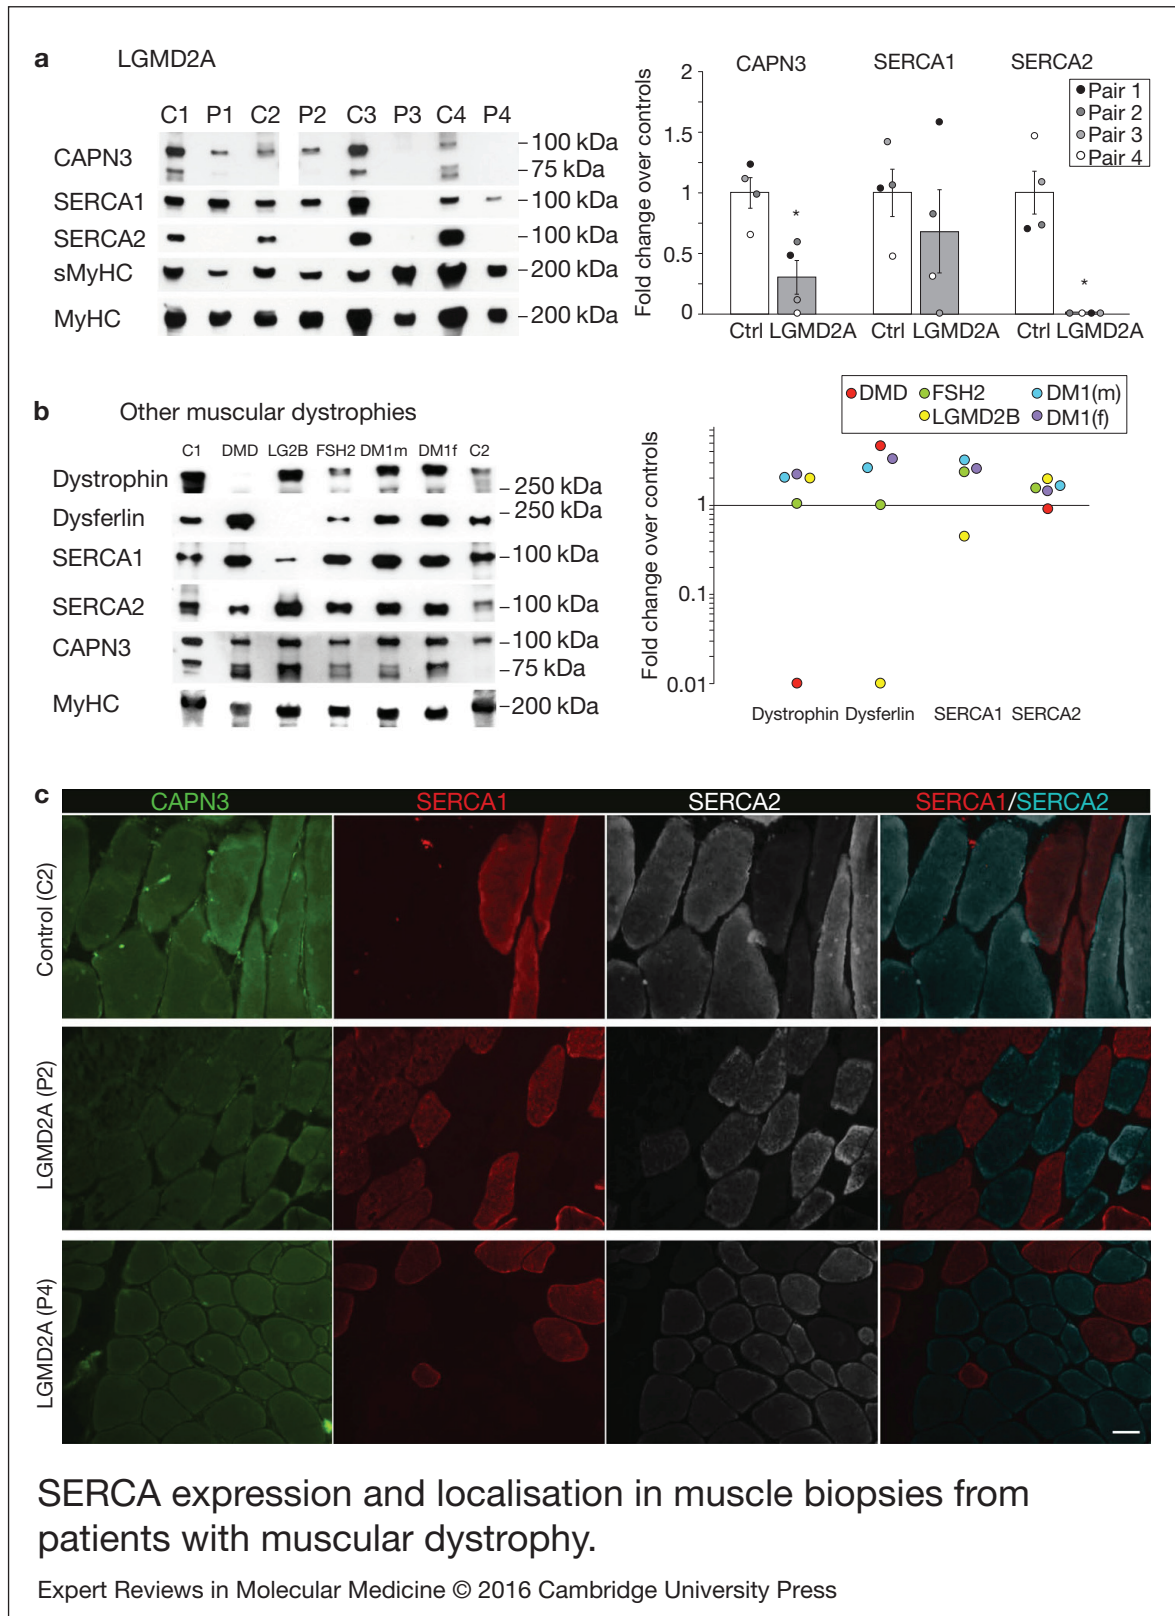 a LGMD2A
C1 P1 C2 P2 C3 P3 C4 P4
CAPN3
-100 kDa
-75 kDa
SERCA1 -100 kDa
SERCA2 -100 kDa
sMyHC -200 kDa
MyHC -200 kDa
CAPN3 SERCA1 SERCA2
Pair 1
Pair 2
Pair 3
Pair 4
Fold change over controls
2
1.5
1
0.5
0
*
*
Ctrl LGMD2A Ctrl LGMD2A Ctrl LGMD2A
b Other muscular dystrophies
C1 DMD LG2B FSH2 DM1m DM1f C2
Dystrophin -250 kDa
Dysferlin -250 kDa
SERCA1 -100 kDa
SERCA2 -100 kDa
CAPN3 -100 kDa
-75 kDa
MyHC -200 kDa
DMD FSH2 DM1(m)
LGMD2B DM1(f)
Fold change over controls
1
0.1
0.01
Dystrophin Dysferlin SERCA1 SERCA2
c CAPN3 SERCA1 SERCA2 SERCA1/SERCA2
Control (C2)
LGMD2A (P2)
LGMD2A (P4)
SERCA expression and localisation in muscle biopsies from
patients with muscular dystrophy.
Expert Reviews in Molecular Medicine © 2016 Cambridge University Press